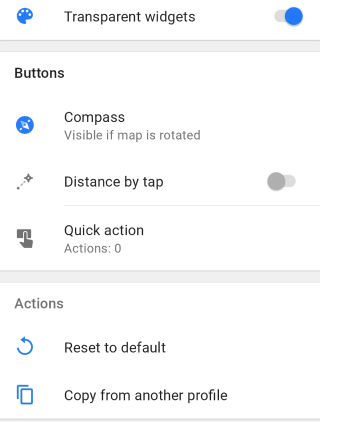 Transparent widgets
Buttons
Compass
Visible if map is rotated
Distance by tap
Quick action
Actions: 0
Actions
Reset to default
Copy from another profile